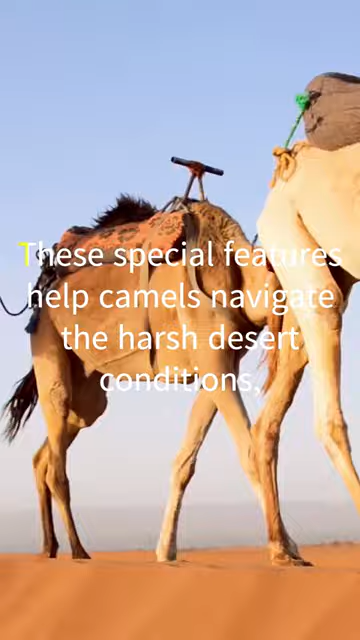 These special features
help camels navigate
the harsh desert
conditions,